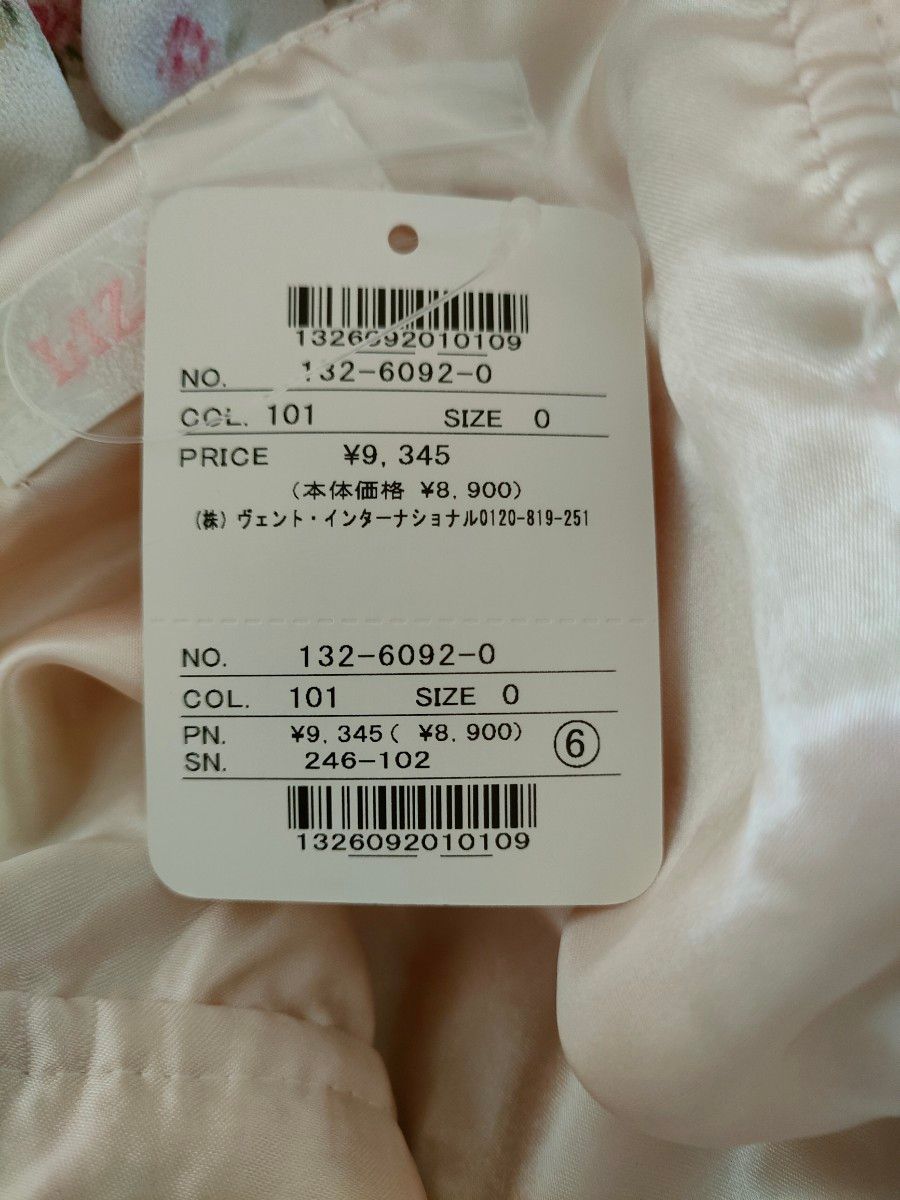 LIZ
1326092010109
NO. 132-6092-0
COL. 101 SIZE 0
PRICE ¥9,345
(本体価格 ¥8,900)
(株)ヴェント・インターナショナル0120-819-251
NO. 132-6092-0
COL. 101 SIZE 0
PN. ¥9,345( ¥8,900) ⑥
SN. 246-102
1326092010109